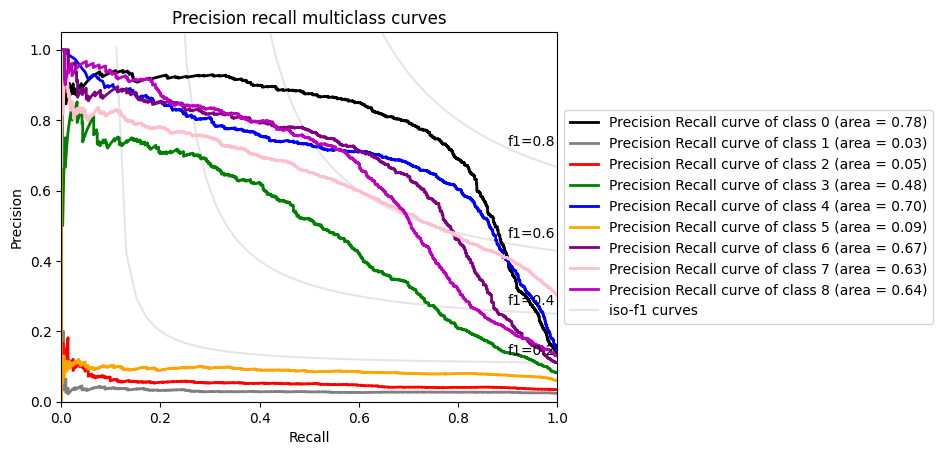 Precision recall multiclass curves
1.0
0.8
0.6
0.4
0.2
0.0
Precision
0.0 0.2 0.4 0.6 0.8 1.0
Recall
f1=0.8
f1=0.6
f1=0.4
f1=0.2
Precision Recall curve of class 0 (area = 0.78)
Precision Recall curve of class 1 (area = 0.03)
Precision Recall curve of class 2 (area = 0.05)
Precision Recall curve of class 3 (area = 0.48)
Precision Recall curve of class 4 (area = 0.70)
Precision Recall curve of class 5 (area = 0.09)
Precision Recall curve of class 6 (area = 0.67)
Precision Recall curve of class 7 (area = 0.63)
Precision Recall curve of class 8 (area = 0.64)
iso-f1 curves